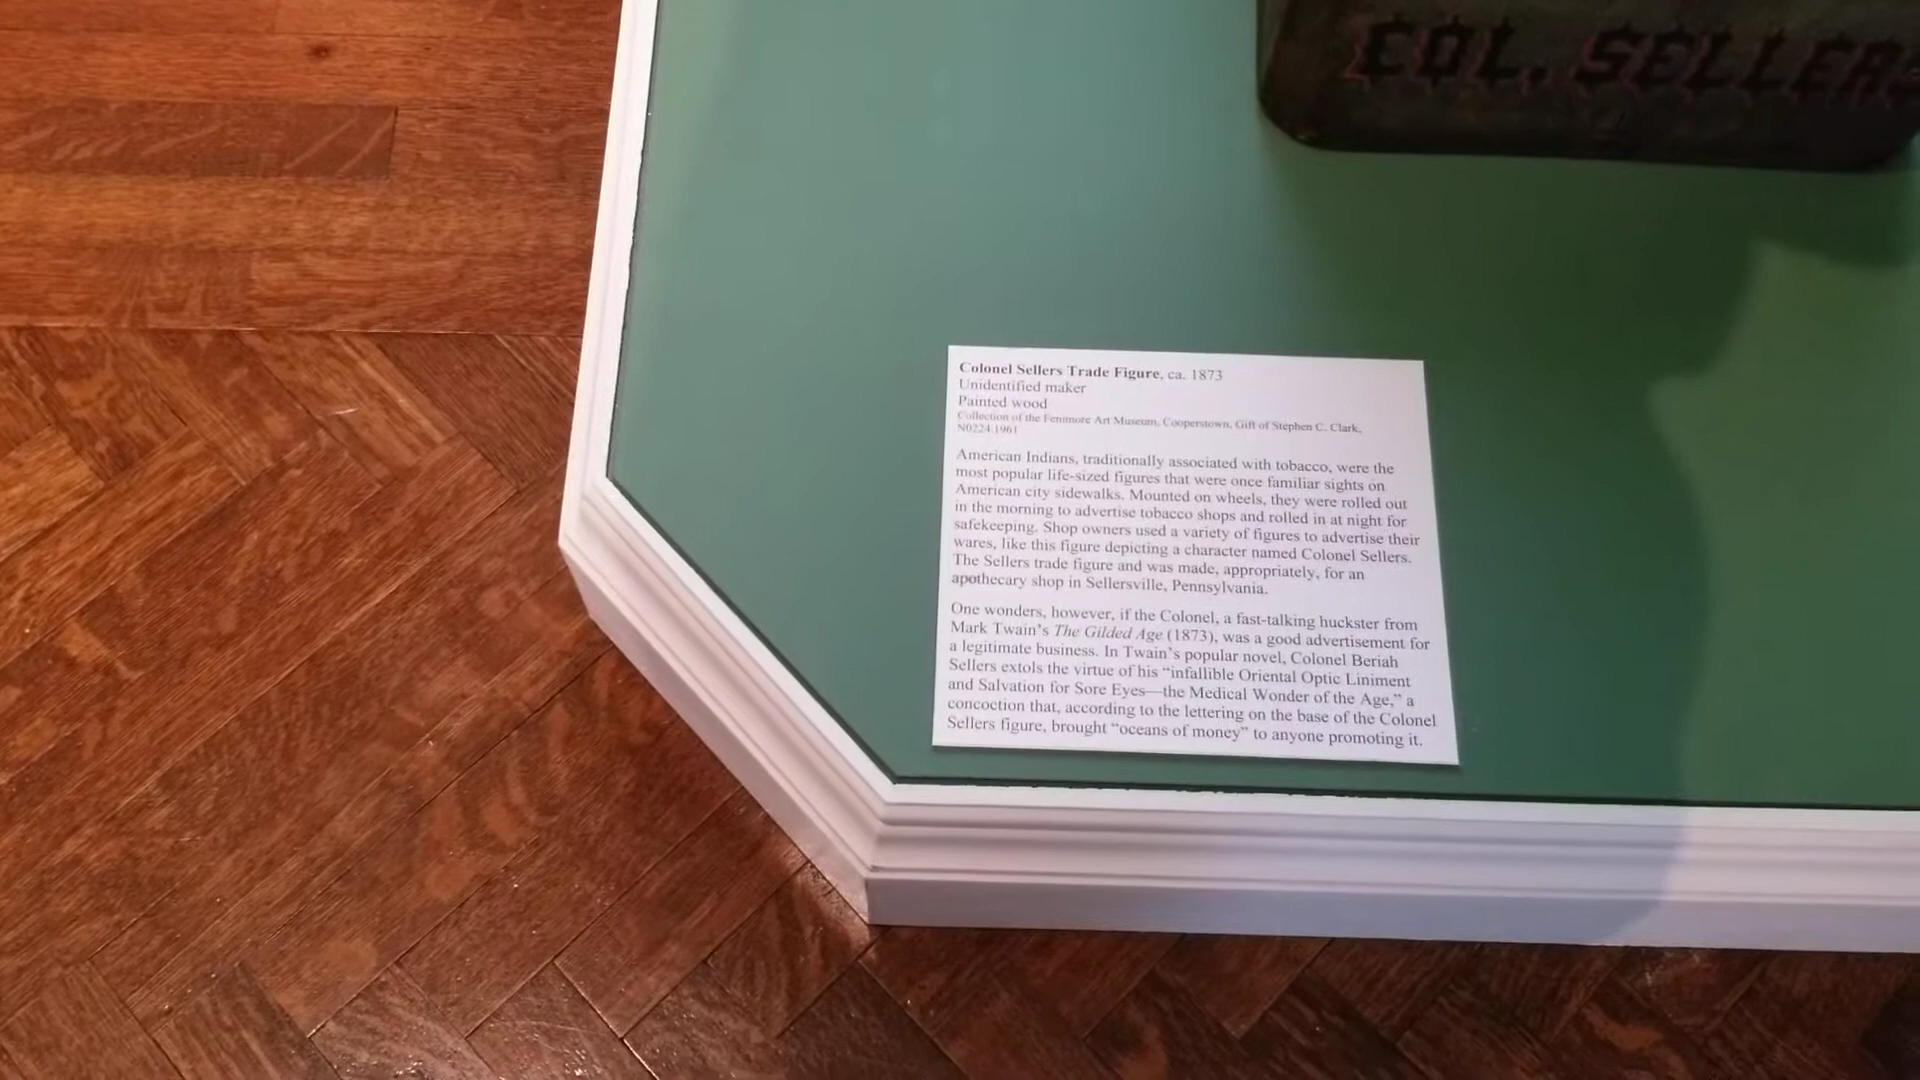 COL. SELLERS
Colonel Sellers Trade Figure, ca. 1873
Unidentified maker
Painted wood
Collection of the Fenimore Art Museum, Cooperstown, Gift of Stephen C. Clark,
N0224.1961
American Indians, traditionally associated with tobacco, were the
most popular life-sized figures that were once familiar sights on
American city sidewalks. Mounted on wheels, they were rolled out
in the morning to advertise tobacco shops and rolled in at night for
safekeeping. Shop owners used a variety of figures to advertise their
wares, like this figure depicting a character named Colonel Sellers.
The Sellers trade figure and was made, appropriately, for an
apothecary shop in Sellersville, Pennsylvania.
One wonders, however, if the Colonel, a fast-talking huckster from
Mark Twain's The Gilded Age (1873), was a good advertisement for
a legitimate business. In Twain's popular novel, Colonel Beriah
Sellers extols the virtue of his “infallible Oriental Optic Liniment
and Salvation for Sore Eyes—the Medical Wonder of the Age,” a
concoction that, according to the lettering on the base of the Colonel
Sellers figure, brought “oceans of money” to anyone promoting it.